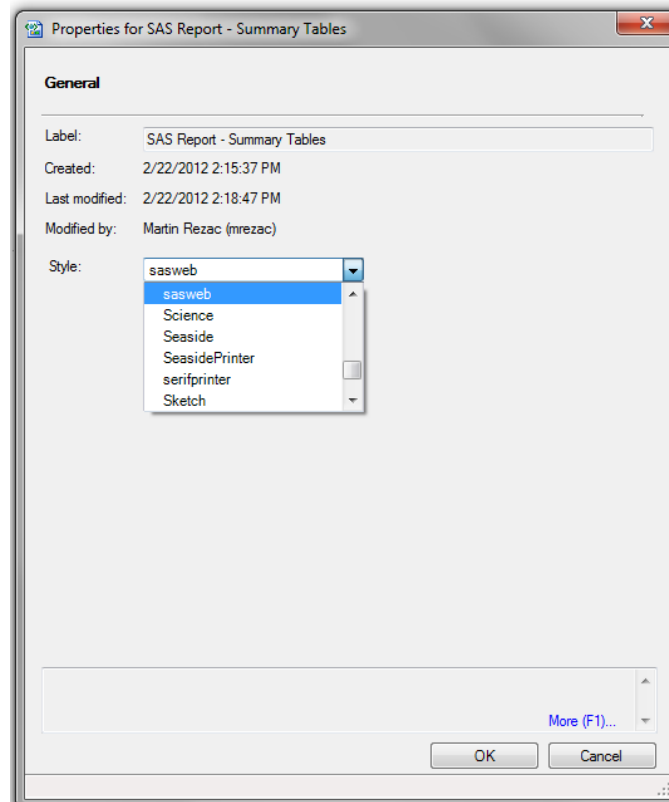 Properties for SAS Report - Summary Tables
General
Label: SAS Report - Summary Tables
Created: 2/22/2012 2:15:37 PM
Last modified: 2/22/2012 2:18:47 PM
Modified by: Martin Rezac (mrezac)
Style: sasweb
sasweb
Science
Seaside
SeasidePrinter
serifprinter
Sketch
More (F1)...
OK Cancel